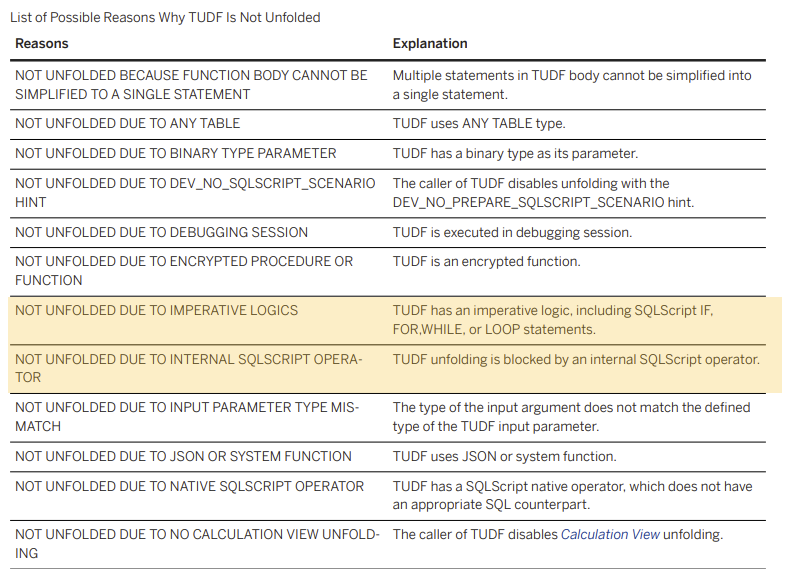 List of Possible Reasons Why TUDF Is Not Unfolded
Reasons Explanation
NOT UNFOLDED BECAUSE FUNCTION BODY CANNOT BE
SIMPLIFIED TO A SINGLE STATEMENT
Multiple statements in TUDF body cannot be simplified into
a single statement.
NOT UNFOLDED DUE TO ANY TABLE
TUDF uses ANY TABLE type.
NOT UNFOLDED DUE TO BINARY TYPE PARAMETER
TUDF has a binary type as its parameter.
NOT UNFOLDED DUE TO DEV_NO_SQLSCRIPT_SCENARIO
HINT
The caller of TUDF disables unfolding with the
DEV_NO_PREPARE_SQLSCRIPT_SCENARIO hint.
NOT UNFOLDED DUE TO DEBUGGING SESSION
TUDF is executed in debugging session.
NOT UNFOLDED DUE TO ENCRYPTED PROCEDURE OR
FUNCTION
TUDF is an encrypted function.
NOT UNFOLDED DUE TO IMPERATIVE LOGICS
TUDF has an imperative logic, including SQLScript IF,
FOR,WHILE, or LOOP statements.
NOT UNFOLDED DUE TO INTERNAL SQLSCRIPT OPERA-
TOR
TUDF unfolding is blocked by an internal SQLScript operator.
NOT UNFOLDED DUE TO INPUT PARAMETER TYPE MIS-
MATCH
The type of the input argument does not match the defined
type of the TUDF input parameter.
NOT UNFOLDED DUE TO JSON OR SYSTEM FUNCTION
TUDF uses JSON or system function.
NOT UNFOLDED DUE TO NATIVE SQLSCRIPT OPERATOR
TUDF has a SQLScript native operator, which does not have
an appropriate SQL counterpart.
NOT UNFOLDED DUE TO NO CALCULATION VIEW UNFOLD-
ING
The caller of TUDF disables Calculation View unfolding.